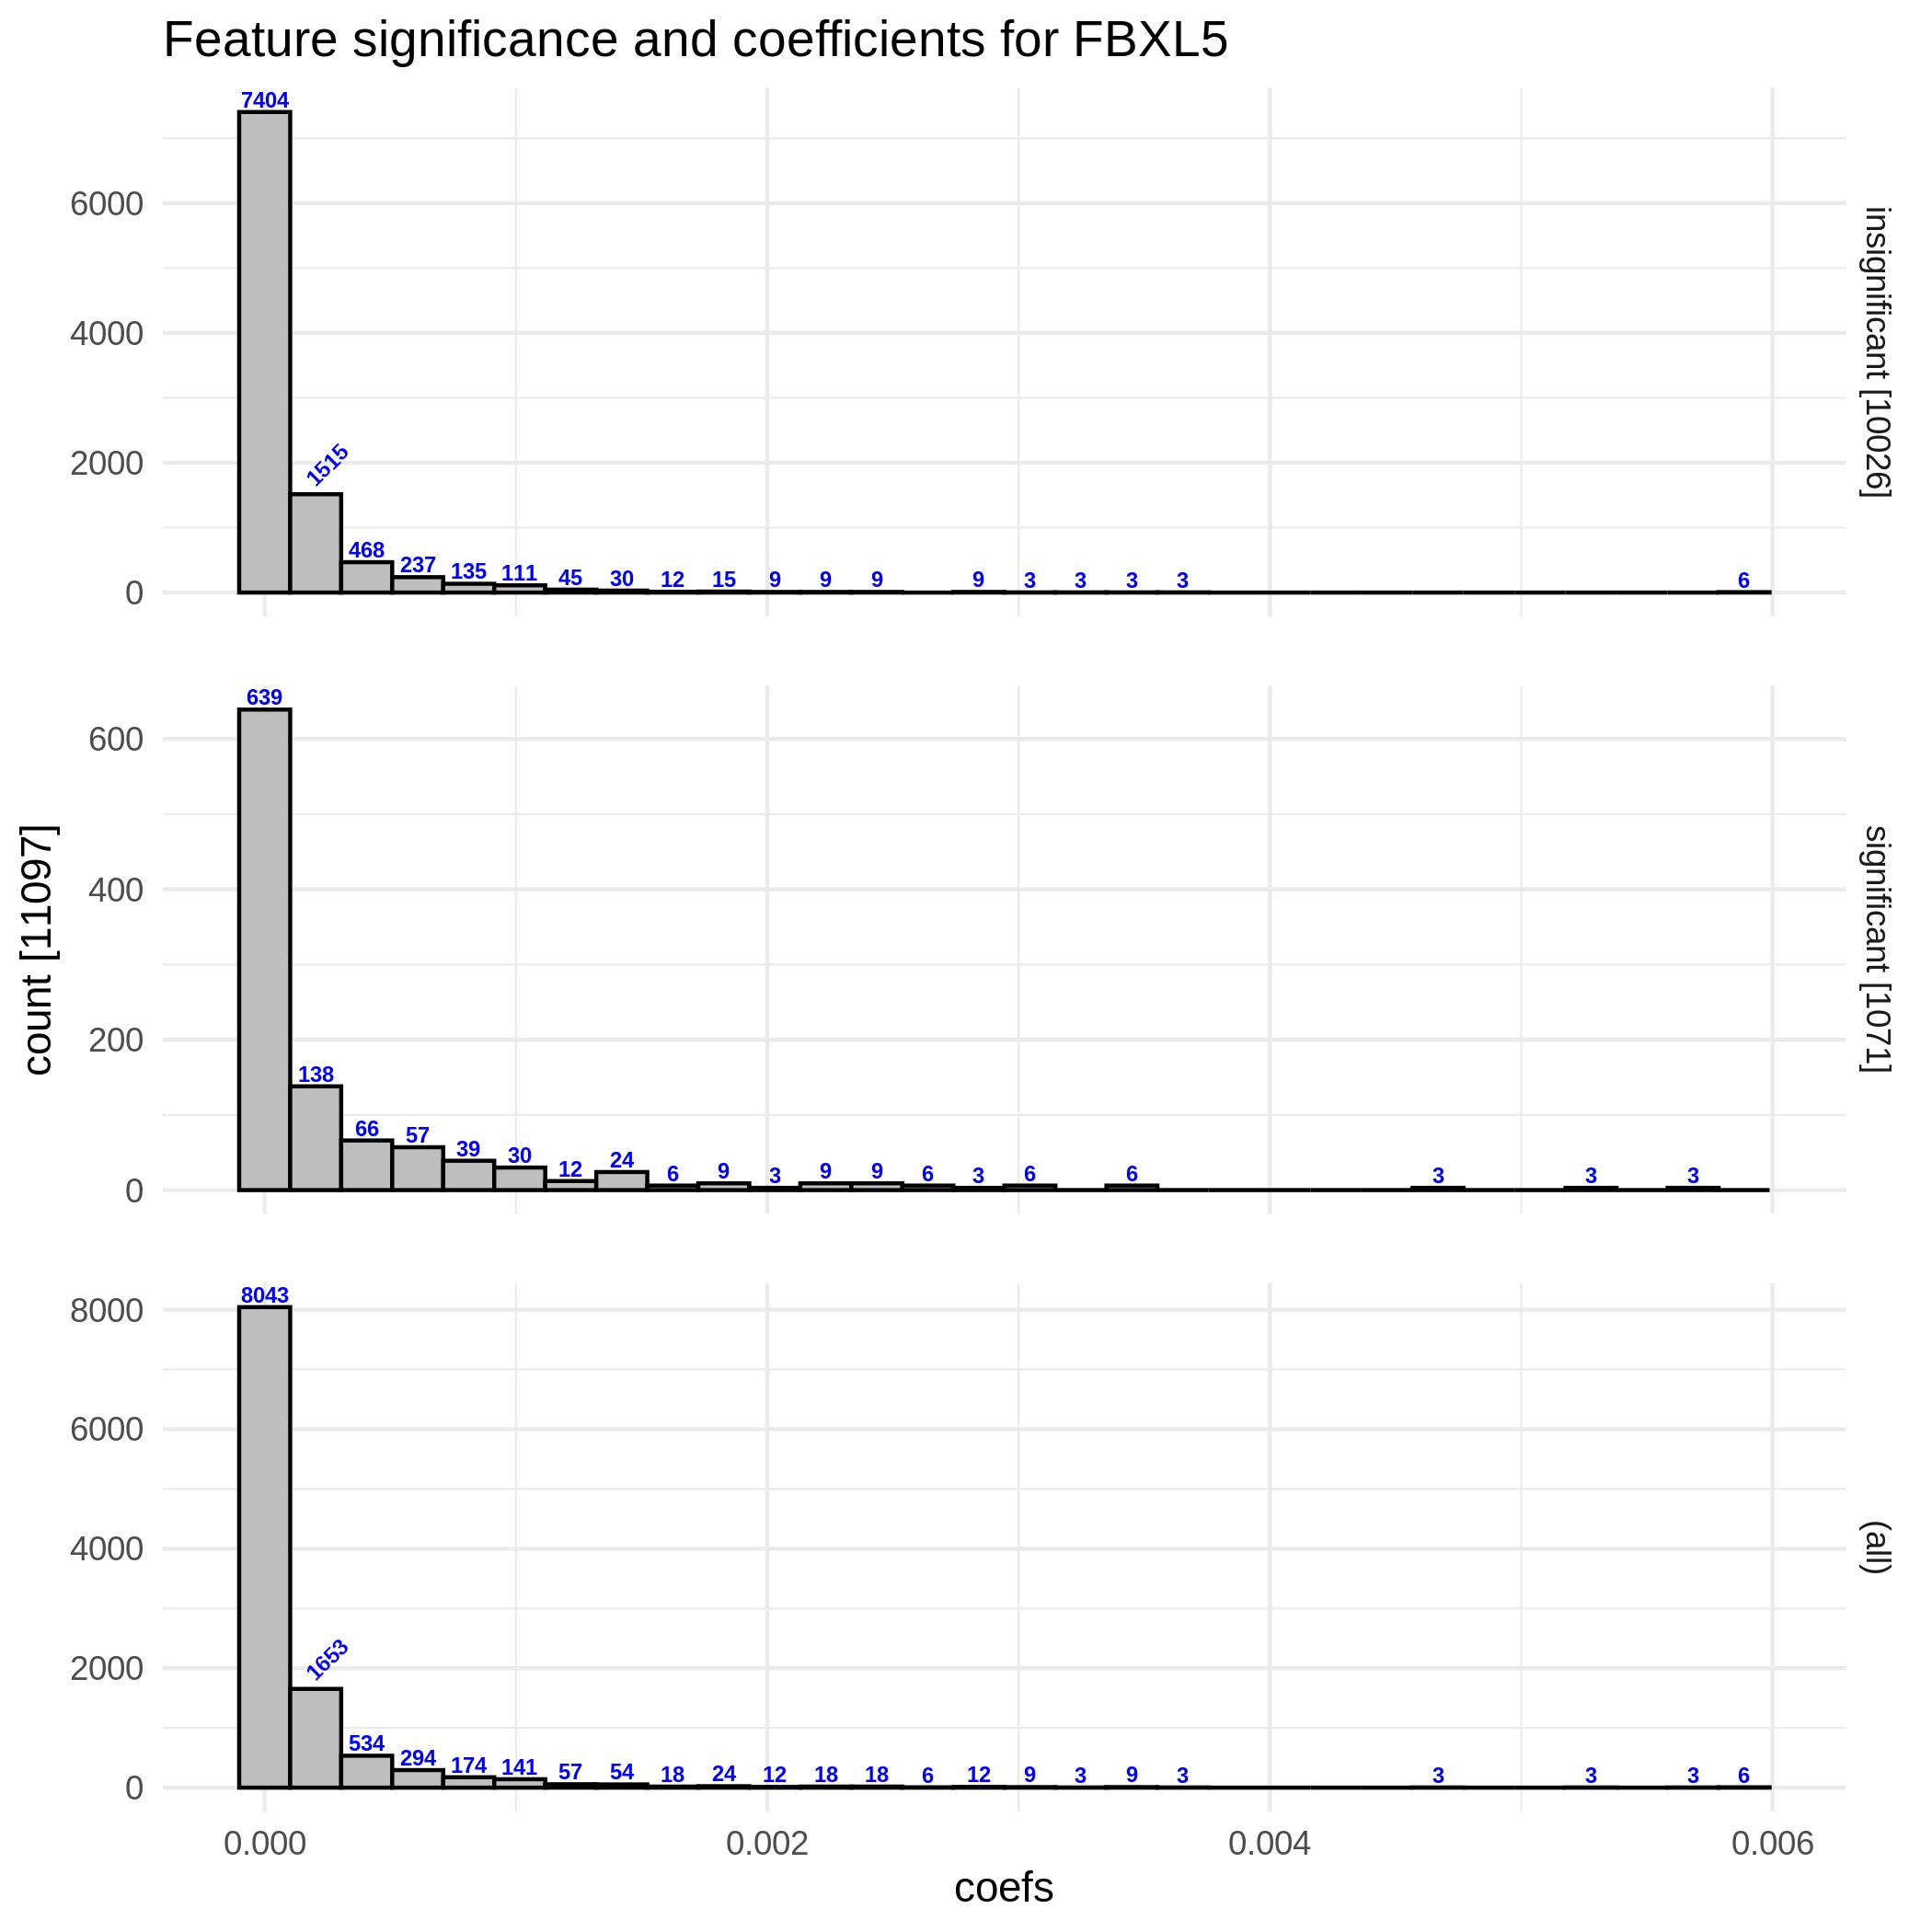 Feature significance and coefficients for FBXL5
7404
1515
468 237 135 111 45 30 12 15 9 9 9 9 3 3 3 3 6
6000
4000
2000
0
insignificant [10026]
639
138
66 57 39 30 12 24 6 9 3 9 9 6 3 6 6 3 3 3
600
400
200
0
significant [1071]
count [11097]
8043
1653
534 294 174 141 57 54 18 24 12 18 18 6 12 9 3 9 3 3 3 3 6
8000
6000
4000
2000
0
(all)
0.000 0.002 0.004 0.006
coefs